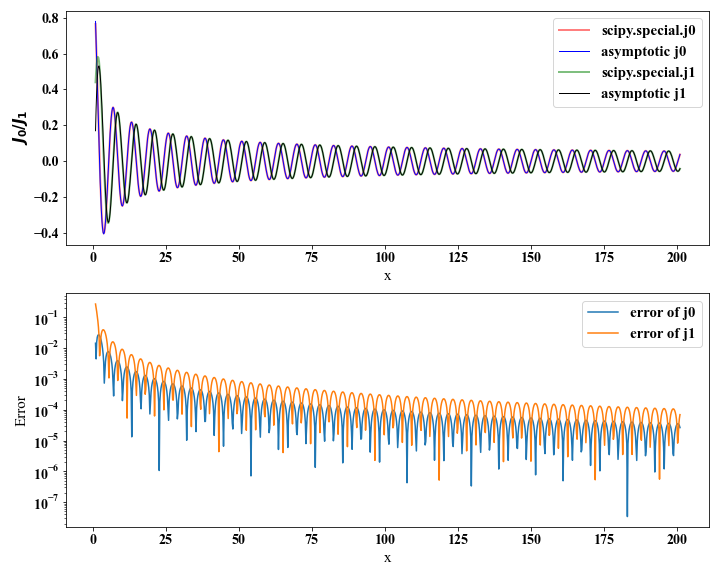 0.8
0.6
0.4
0.2
0.0
−0.2
−0.4
J₀/J₁
scipy.special.j0
asymptotic j0
scipy.special.j1
asymptotic j1
0 25 50 75 100 125 150 175 200
x
10⁻¹
10⁻²
10⁻³
10⁻⁴
10⁻⁵
10⁻⁶
10⁻⁷
Error
error of j0
error of j1
0 25 50 75 100 125 150 175 200
x